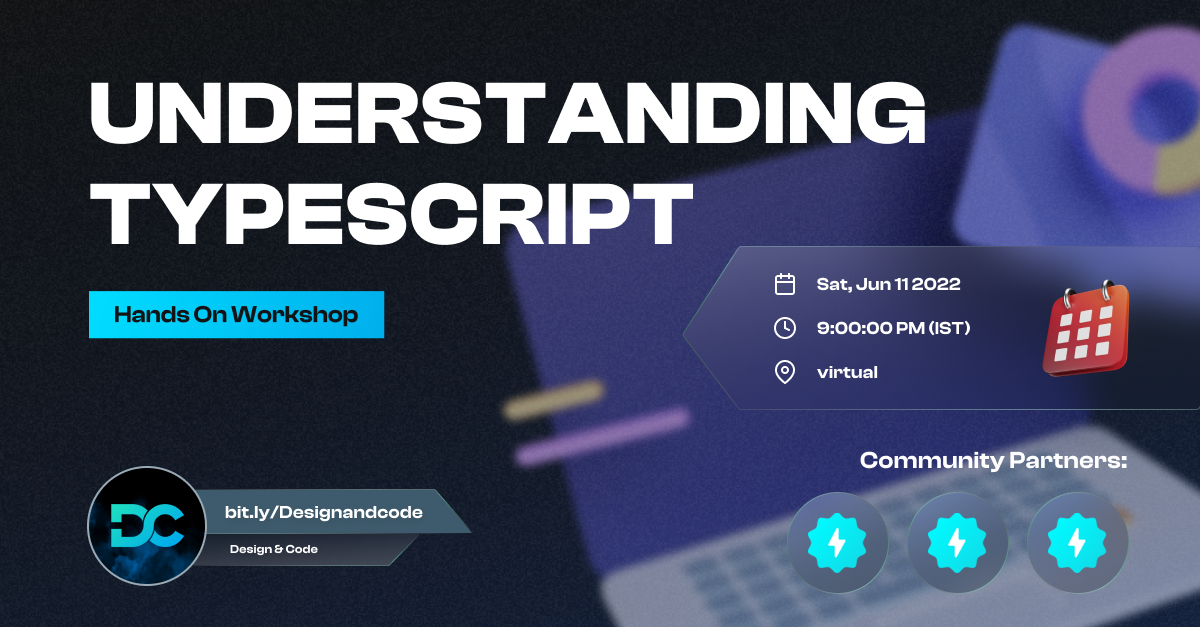 UNDERSTANDING
TYPESCRIPT
Hands On Workshop
Sat, Jun 11 2022
9:00:00 PM (IST)
virtual
Community Partners:
DC
bit.ly/Designandcode
Design & Code